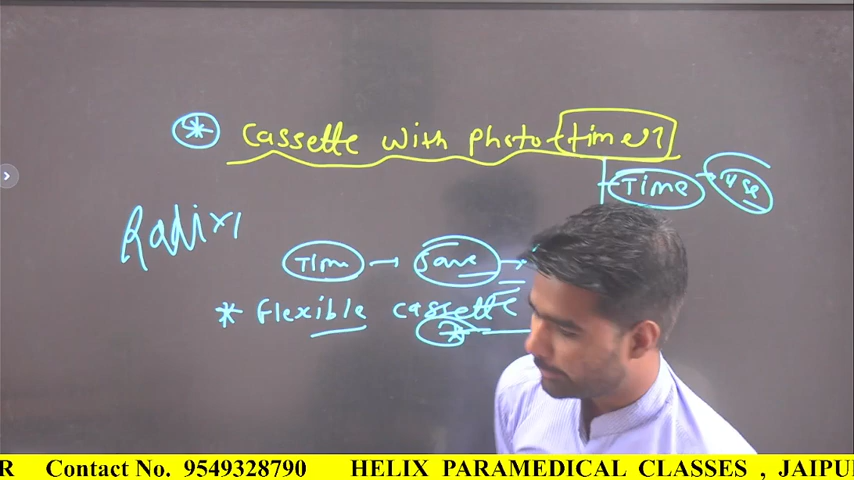 * Cassette with photo-timer
Time → Use
Radix
Time → Save →
* Flexible cassette
*
R Contact No. 9549328790 HELIX PARAMEDICAL CLASSES , JAIPU